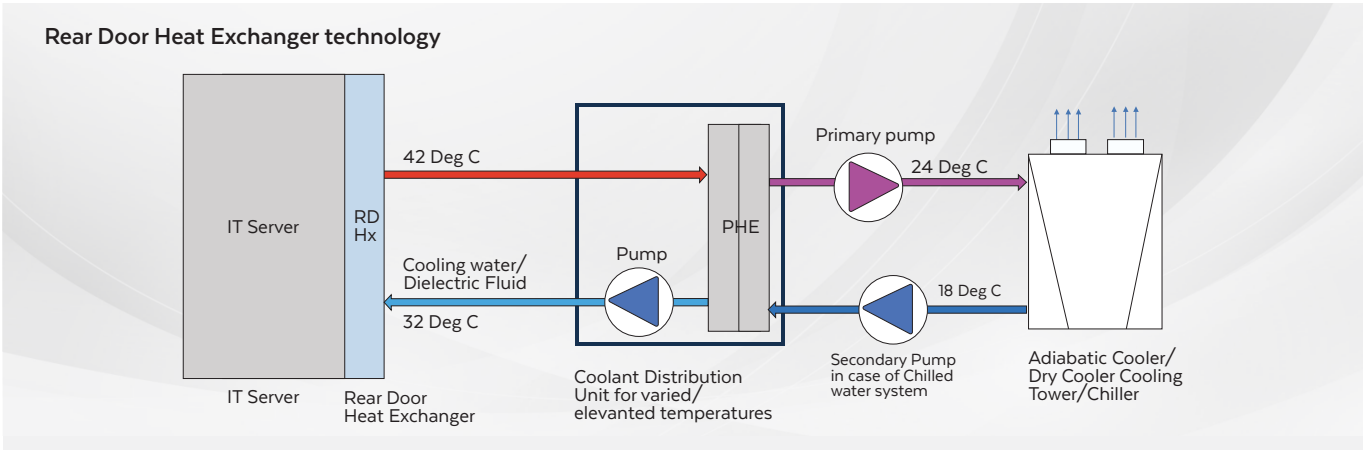 Rear Door Heat Exchanger technology
42 Deg C
IT Server
RD
Hx
Cooling water/
Dielectric Fluid
32 Deg C
Pump
PHE
Primary pump
24 Deg C
18 Deg C
IT Server
Rear Door
Heat Exchanger
Coolant Distribution
Unit for varied/
elevanted temperatures
Secondary Pump
in case of Chilled
water system
Adiabatic Cooler/
Dry Cooler Cooling
Tower/Chiller